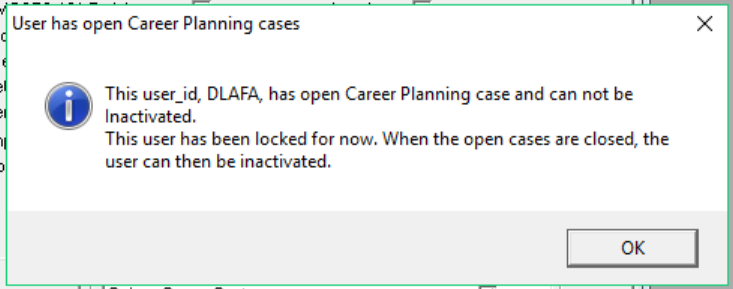 User has open Career Planning cases
This user_id, DLAFA, has open Career Planning case and can not be
Inactivated.
This user has been locked for now. When the open cases are closed, the
user can then be inactivated.
OK